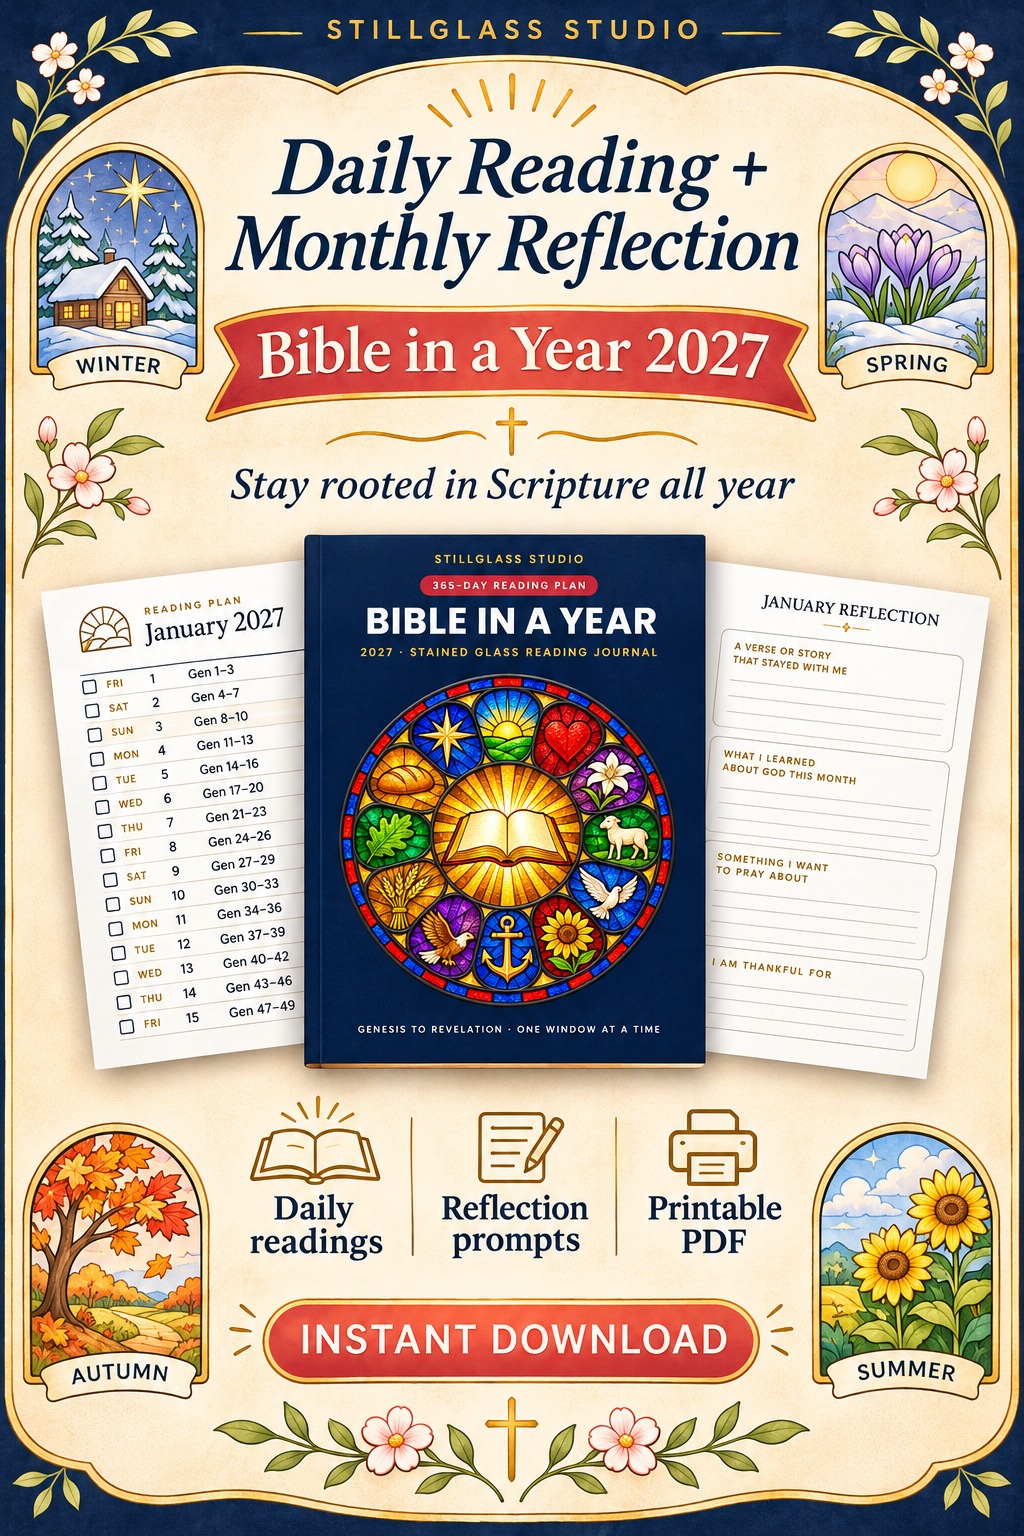 STILLGLASS STUDIO
Daily Reading +
Monthly Reflection
WINTER
SPRING
Bible in a Year 2027
Stay rooted in Scripture all year
READING PLAN
January 2027
FRI 1 Gen 1–3
SAT 2 Gen 4–7
SUN 3 Gen 8–10
MON 4 Gen 11–13
TUE 5 Gen 14–16
WED 6 Gen 17–20
THU 7 Gen 21–23
FRI 8 Gen 24–26
SAT 9 Gen 27–29
SUN 10 Gen 30–33
MON 11 Gen 34–36
TUE 12 Gen 37–39
WED 13 Gen 40–42
THU 14 Gen 43–46
FRI 15 Gen 47–49
STILLGLASS STUDIO
365-DAY READING PLAN
BIBLE IN A YEAR
2027 · STAINED GLASS READING JOURNAL
GENESIS TO REVELATION · ONE WINDOW AT A TIME
JANUARY REFLECTION
A VERSE OR STORY
THAT STAYED WITH ME
WHAT I LEARNED
ABOUT GOD THIS MONTH
SOMETHING I WANT
TO PRAY ABOUT
I AM THANKFUL FOR
Daily
readings
Reflection
prompts
Printable
PDF
AUTUMN
INSTANT DOWNLOAD
SUMMER